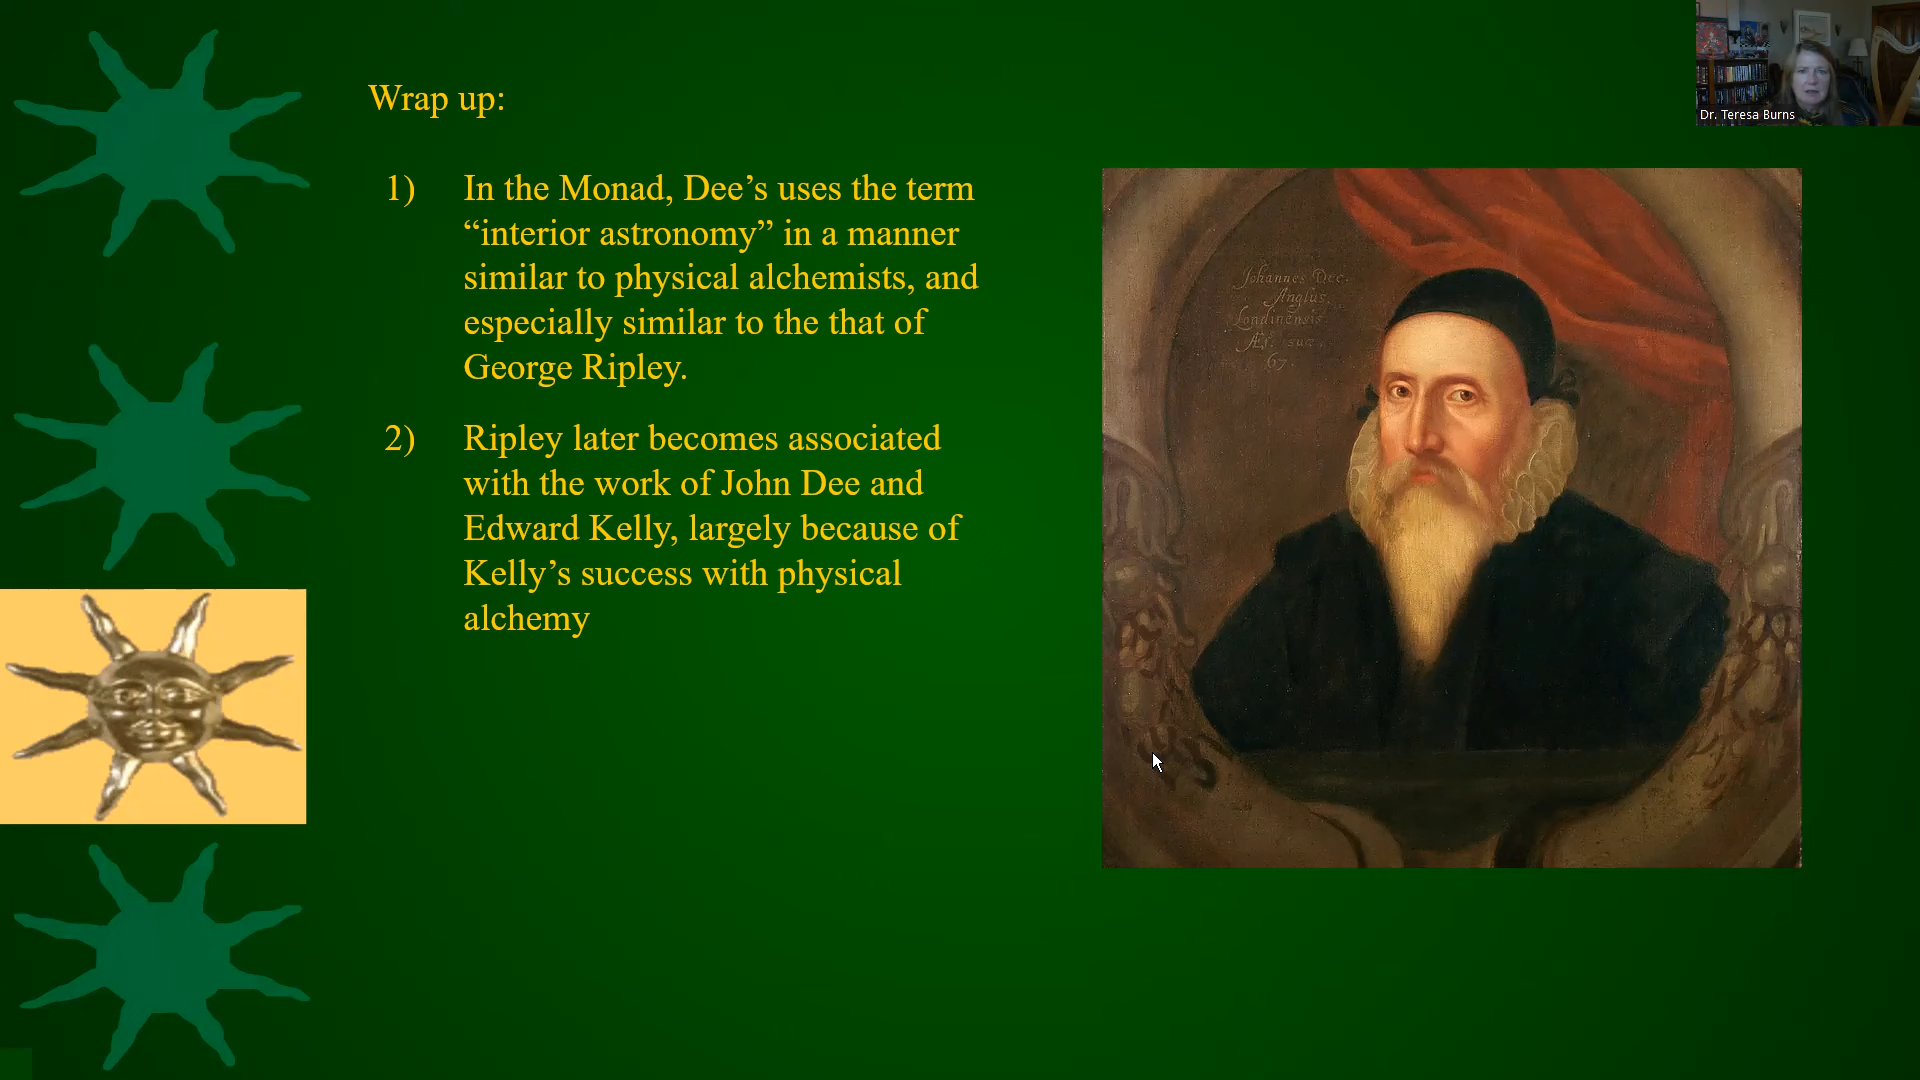 Wrap up:
1) In the Monad, Dee’s uses the term
“interior astronomy” in a manner
similar to physical alchemists, and
especially similar to the that of
George Ripley.
2) Ripley later becomes associated
with the work of John Dee and
Edward Kelly, largely because of
Kelly’s success with physical
alchemy
Johannes Dee.
Anglus.
Londinensis
Æt. suæ.
67.
Dr. Teresa Burns